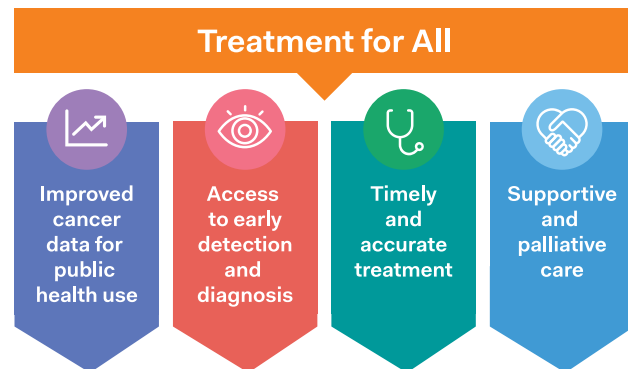 Treatment for All
Improved
cancer
data for
public
health use
Access
to early
detection
and
diagnosis
Timely
and
accurate
treatment
Supportive
and
palliative
care